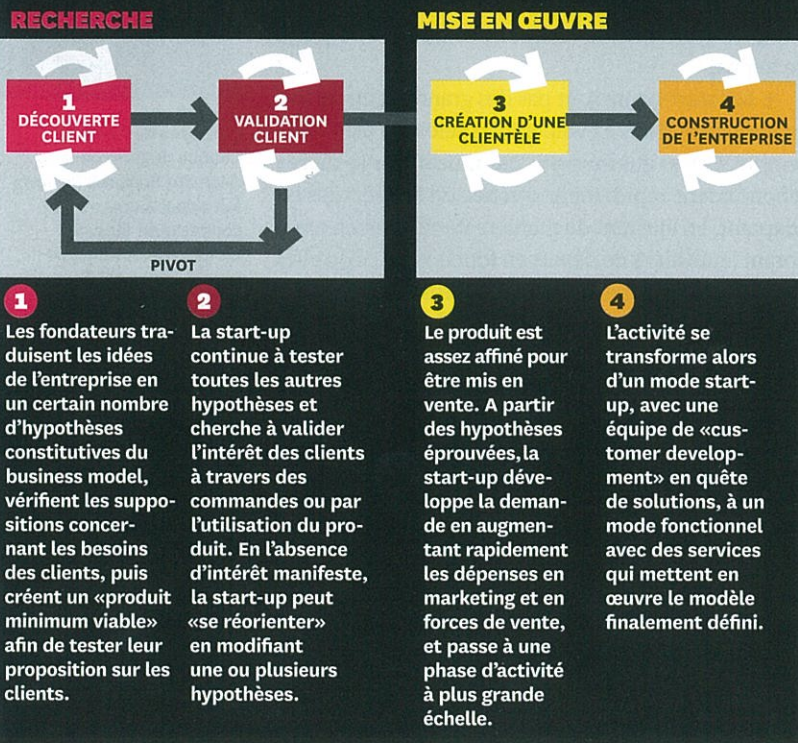 RECHERCHE
1
DÉCOUVERTE
CLIENT
2
VALIDATION
CLIENT
PIVOT
MISE EN ŒUVRE
3
CRÉATION D'UNE
CLIENTÈLE
4
CONSTRUCTION
DE L'ENTREPRISE
1
Les fondateurs tra-
duisent les idées
de l'entreprise en
un certain nombre
d'hypothèses
constitutives du
business model,
vérifient les suppo-
sitions concer-
nant les besoins
des clients, puis
créent un «produit
minimum viable»
afin de tester leur
proposition sur les
clients.
2
La start-up
continue à tester
toutes les autres
hypothèses et
cherche à valider
l'intérêt des clients
à travers des
commandes ou par
l'utilisation du pro-
duit. En l'absence
d'intérêt manifeste,
la start-up peut
«se réorienter»
en modifiant
une ou plusieurs
hypothèses.
3
Le produit est
assez affiné pour
être mis en
vente. A partir
des hypothèses
éprouvées, la
start-up déve-
loppe la deman-
de en augmen-
tant rapidement
les dépenses en
marketing et en
forces de vente,
et passe à une
phase d'activité
à plus grande
échelle.
4
L'activité se
transforme alors
d'un mode start-
up, avec une
équipe de «cus-
tomer develop-
ment» en quête
de solutions, à un
mode fonctionnel
avec des services
qui mettent en
œuvre le modèle
finalement défini.